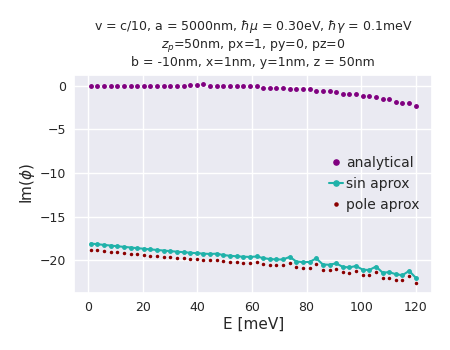 v = c/10, a = 5000nm, ℏμ = 0.30eV, ℏγ = 0.1meV
zₚ=50nm, px=1, py=0, pz=0
b = -10nm, x=1nm, y=1nm, z = 50nm
Im(ϕ)
0
−5
−10
−15
−20
analytical
sin aprox
pole aprox
0 20 40 60 80 100 120
E [meV]